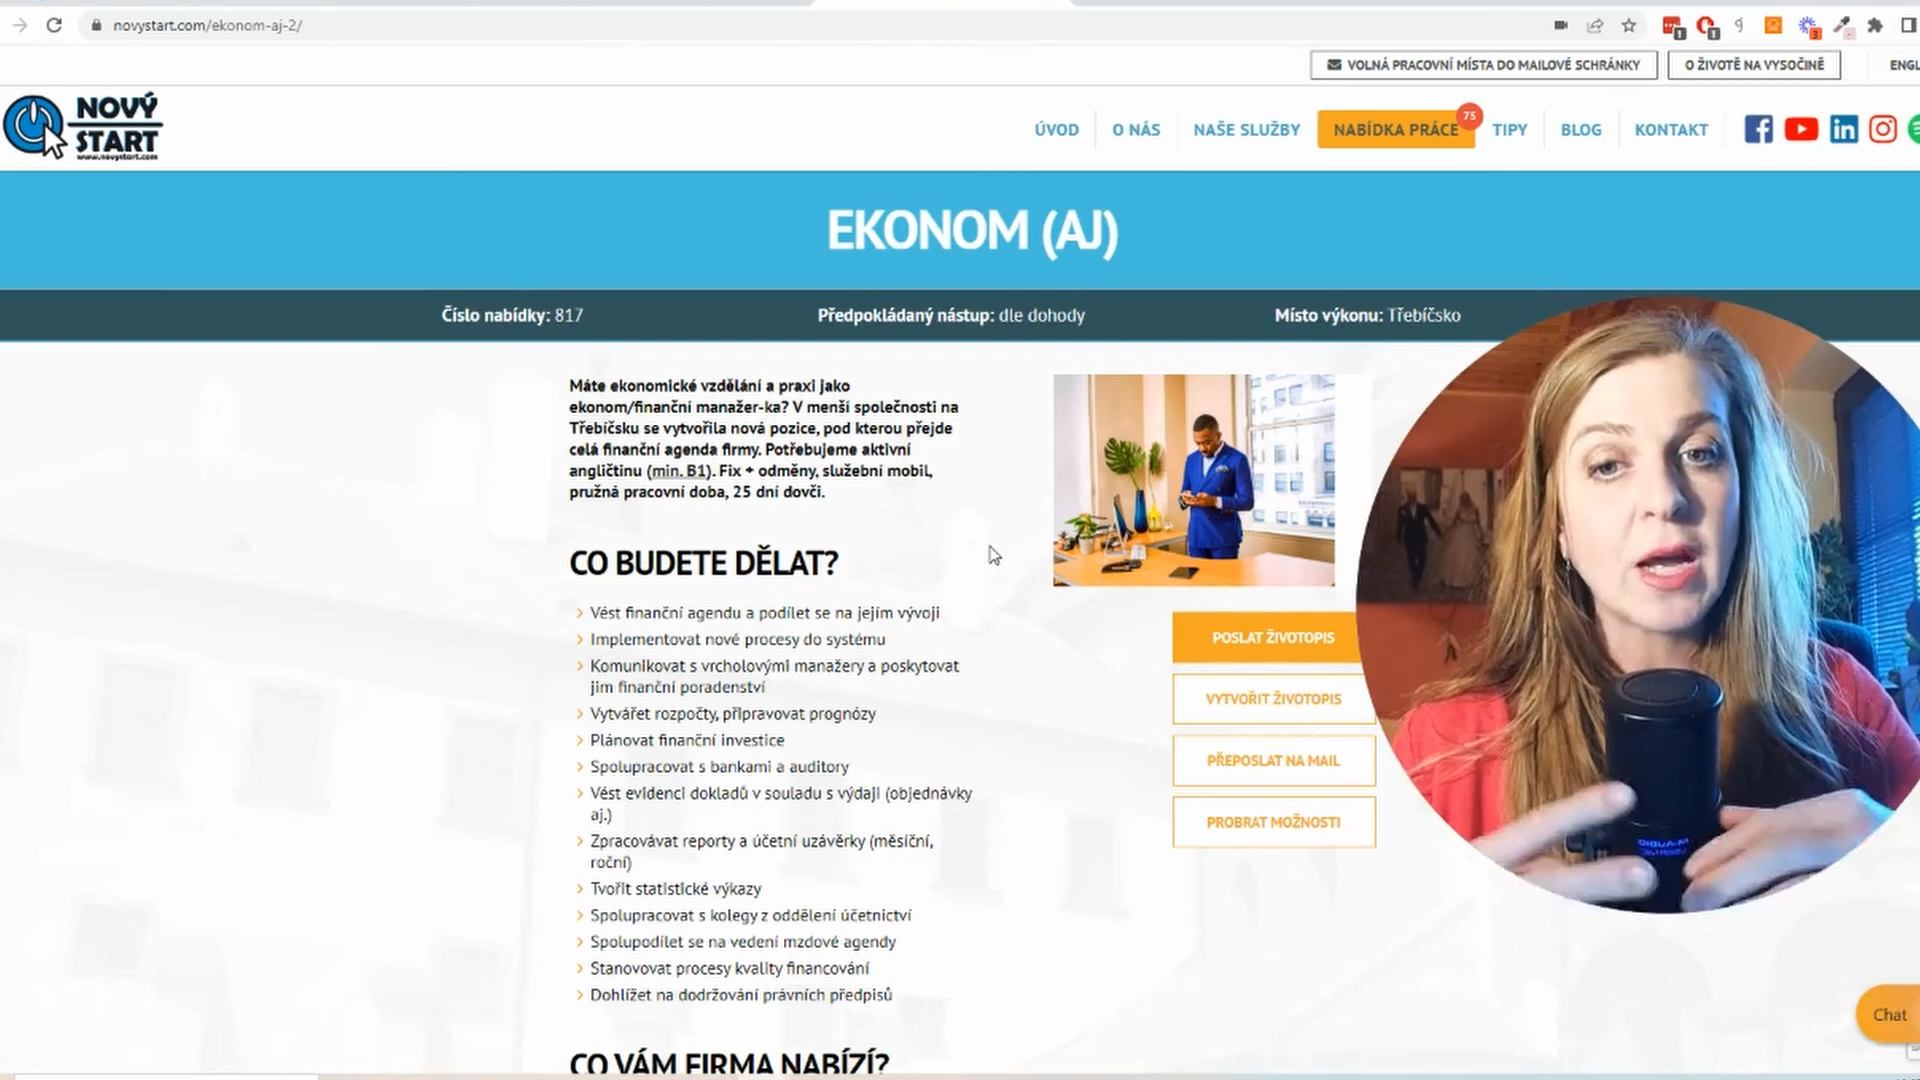 novystart.com/ekonom-aj-2/
VOLNÁ PRACOVNÍ MÍSTA DO MAILOVÉ SCHRÁNKY
O ŽIVOTĚ NA VYSOČINĚ
ENGL
NOVÝ
START
www.novystart.com
ÚVOD
O NÁS
NAŠE SLUŽBY
NABÍDKA PRÁCE
75
TIPY
BLOG
KONTAKT
EKONOM (AJ)
Číslo nabídky: 817
Předpokládaný nástup: dle dohody
Místo výkonu: Třebíčsko
Máte ekonomické vzdělání a praxi jako
ekonom/finanční manažer-ka? V menší společnosti na
Třebíčsku se vytvořila nová pozice, pod kterou přejde
celá finanční agenda firmy. Potřebujeme aktivní
angličtinu (min. B1). Fix + odměny, služební mobil,
pružná pracovní doba, 25 dní dovči.
CO BUDETE DĚLAT?
Vést finanční agendu a podílet se na jejím vývoji
Implementovat nové procesy do systému
Komunikovat s vrcholovými manažery a poskytovat
jim finanční poradenství
Vytvářet rozpočty, připravovat prognózy
Plánovat finanční investice
Spolupracovat s bankami a auditory
Vést evidenci dokladů v souladu s výdaji (objednávky
aj.)
Zpracovávat reporty a účetní uzávěrky (měsíční,
roční)
Tvořit statistické výkazy
Spolupracovat s kolegy z oddělení účetnictví
Spolupodílet se na vedení mzdové agendy
Stanovovat procesy kvality financování
Dohlížet na dodržování právních předpisů
CO VÁM FIRMA NABÍZÍ?
POSLAT ŽIVOTOPIS
VYTVOŘIT ŽIVOTOPIS
PŘEPOSLAT NA MAIL
PROBRAT MOŽNOSTI
Chat